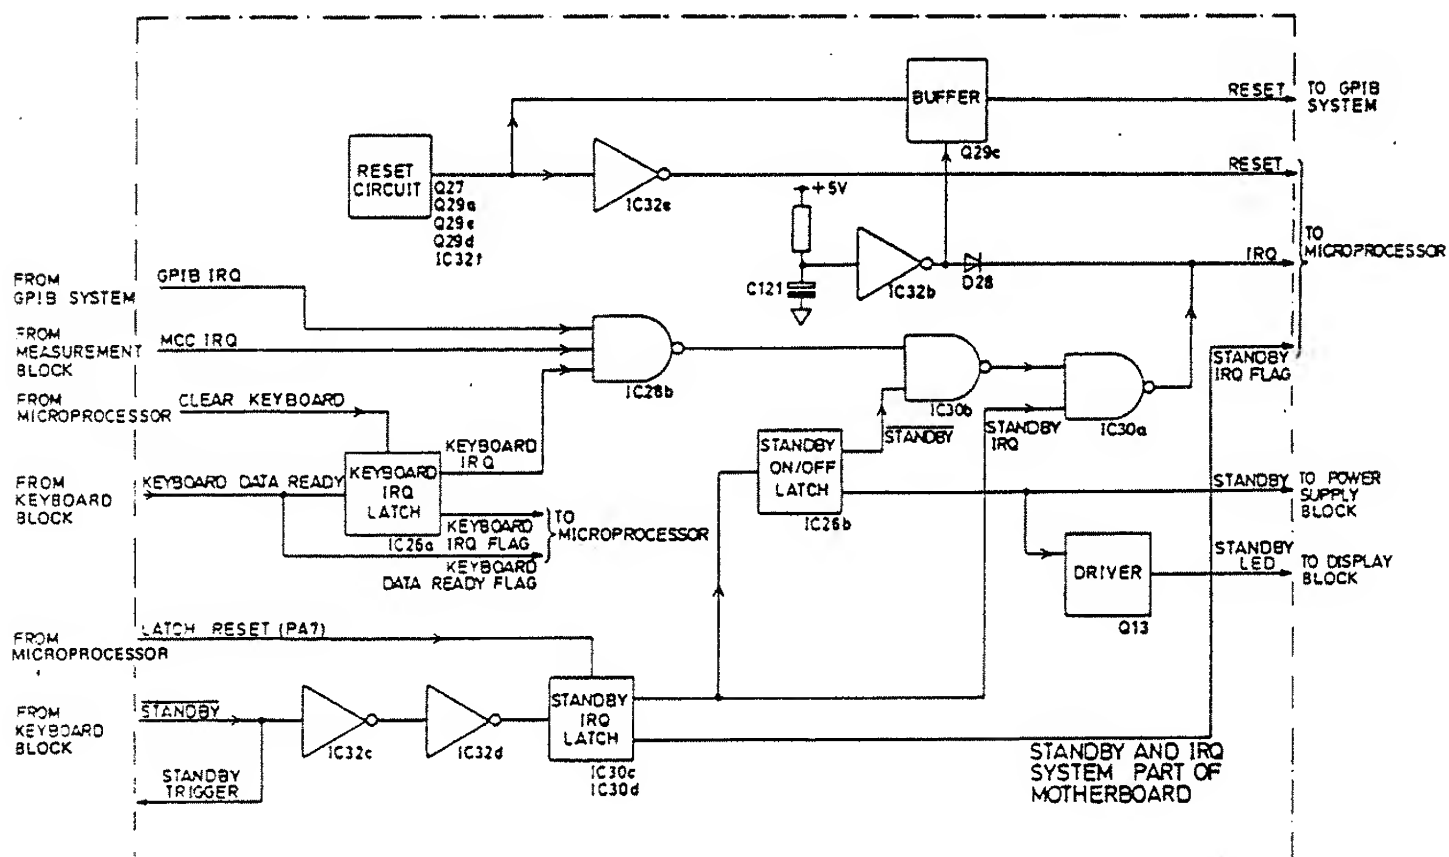 BUFFER
RESET
TO GPIB
SYSTEM
Q29c
RESET
CIRCUIT
Q27
Q29a
Q29e
Q29d
IC32f
IC32e
RESET
+5V
C121
IC32b
D28
IRQ
TO
MICROPROCESSOR
FROM
GPIB SYSTEM
GPIB IRQ
FROM
MEASUREMENT
BLOCK
MCC IRQ
IC28b
IC30b
IC30a
STANDBY
IRQ FLAG
FROM
MICROPROCESSOR
CLEAR KEYBOARD
KEYBOARD
IRQ
STANDBY
STANDBY
IRQ
FROM
KEYBOARD
BLOCK
KEYBOARD DATA READY
KEYBOARD
IRQ
LATCH
IC26a
KEYBOARD
IRQ FLAG
KEYBOARD
DATA READY FLAG
TO
MICROPROCESSOR
STANDBY
ON/OFF
LATCH
IC26b
STANDBY
TO POWER
SUPPLY
BLOCK
DRIVER
Q13
STANDBY
LED
TO DISPLAY
BLOCK
FROM
MICROPROCESSOR
LATCH RESET (PA7)
FROM
KEYBOARD
BLOCK
STANDBY
STANDBY
TRIGGER
IC32c
IC32d
STANDBY
IRQ
LATCH
IC30c
IC30d
STANDBY AND IRQ
SYSTEM PART OF
MOTHERBOARD